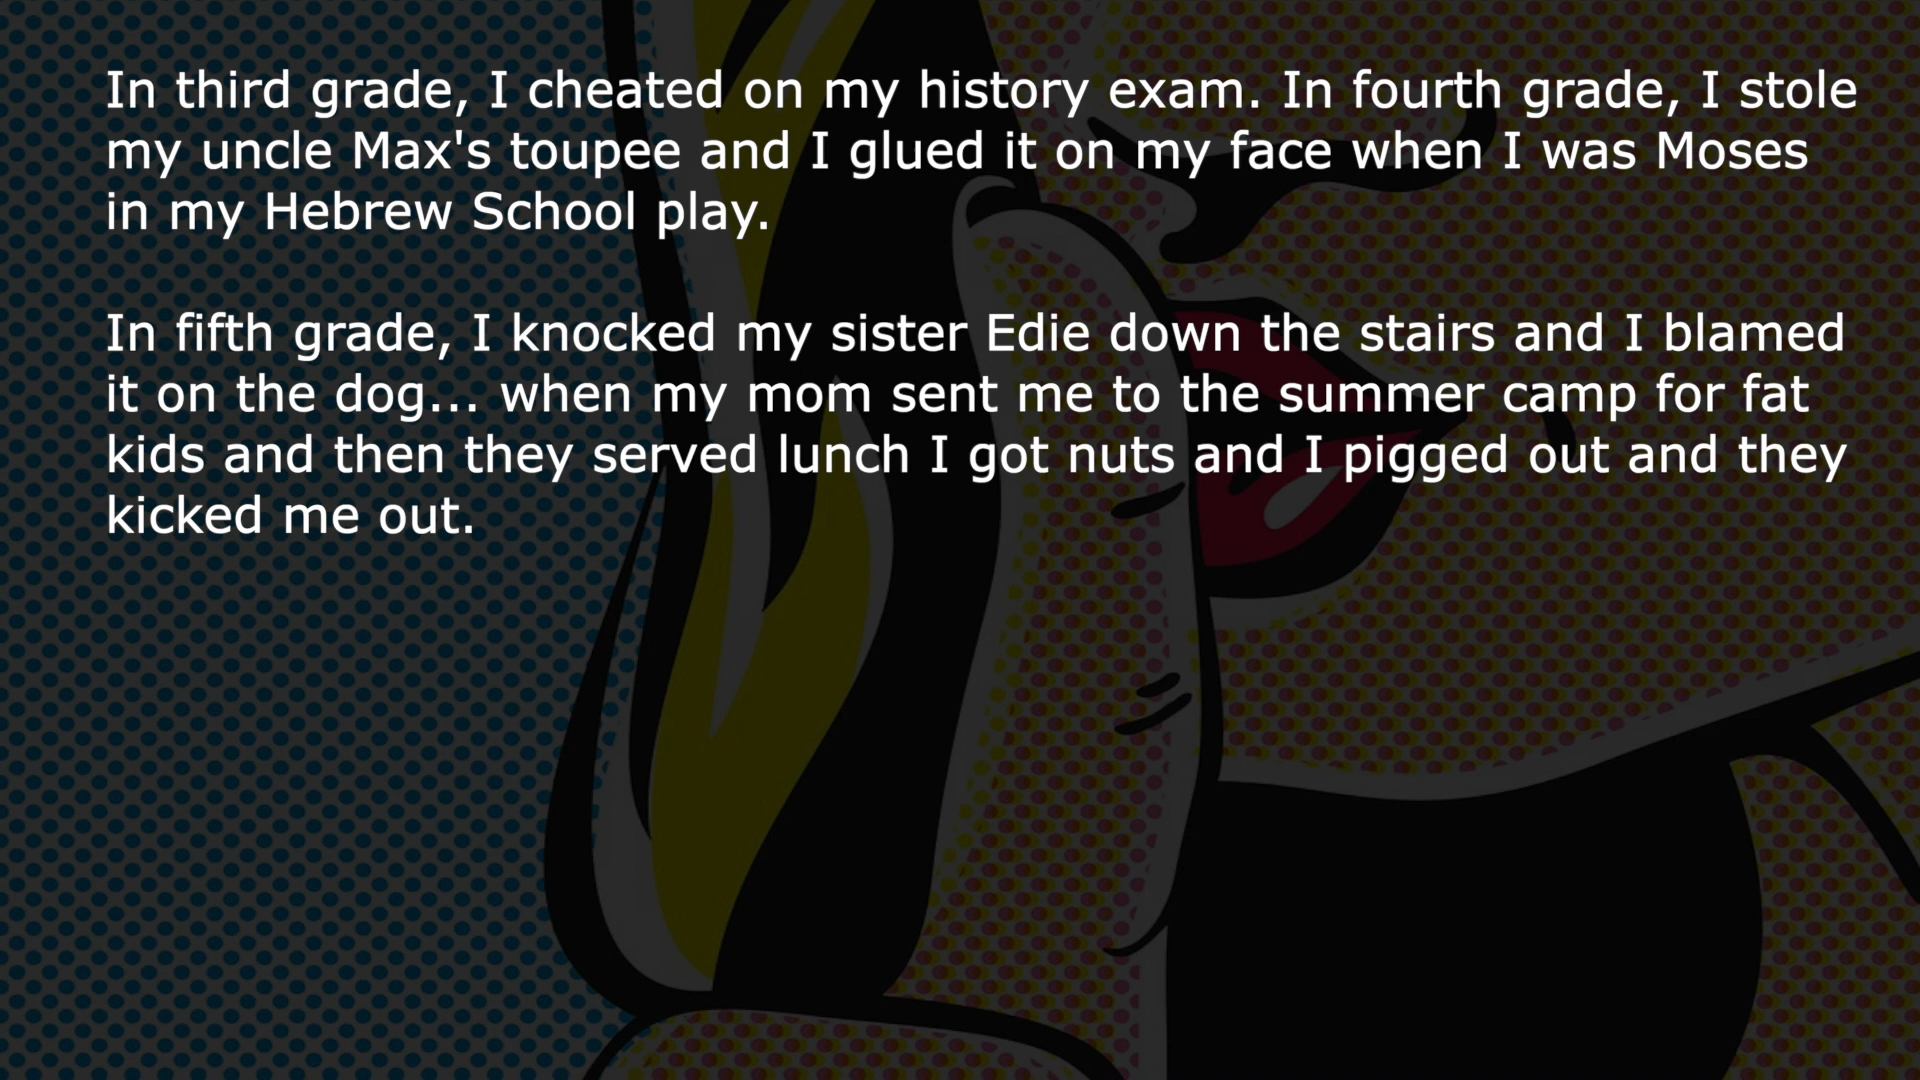 In third grade, I cheated on my history exam. In fourth grade, I stole
my uncle Max's toupee and I glued it on my face when I was Moses
in my Hebrew School play.
In fifth grade, I knocked my sister Edie down the stairs and I blamed
it on the dog... when my mom sent me to the summer camp for fat
kids and then they served lunch I got nuts and I pigged out and they
kicked me out.